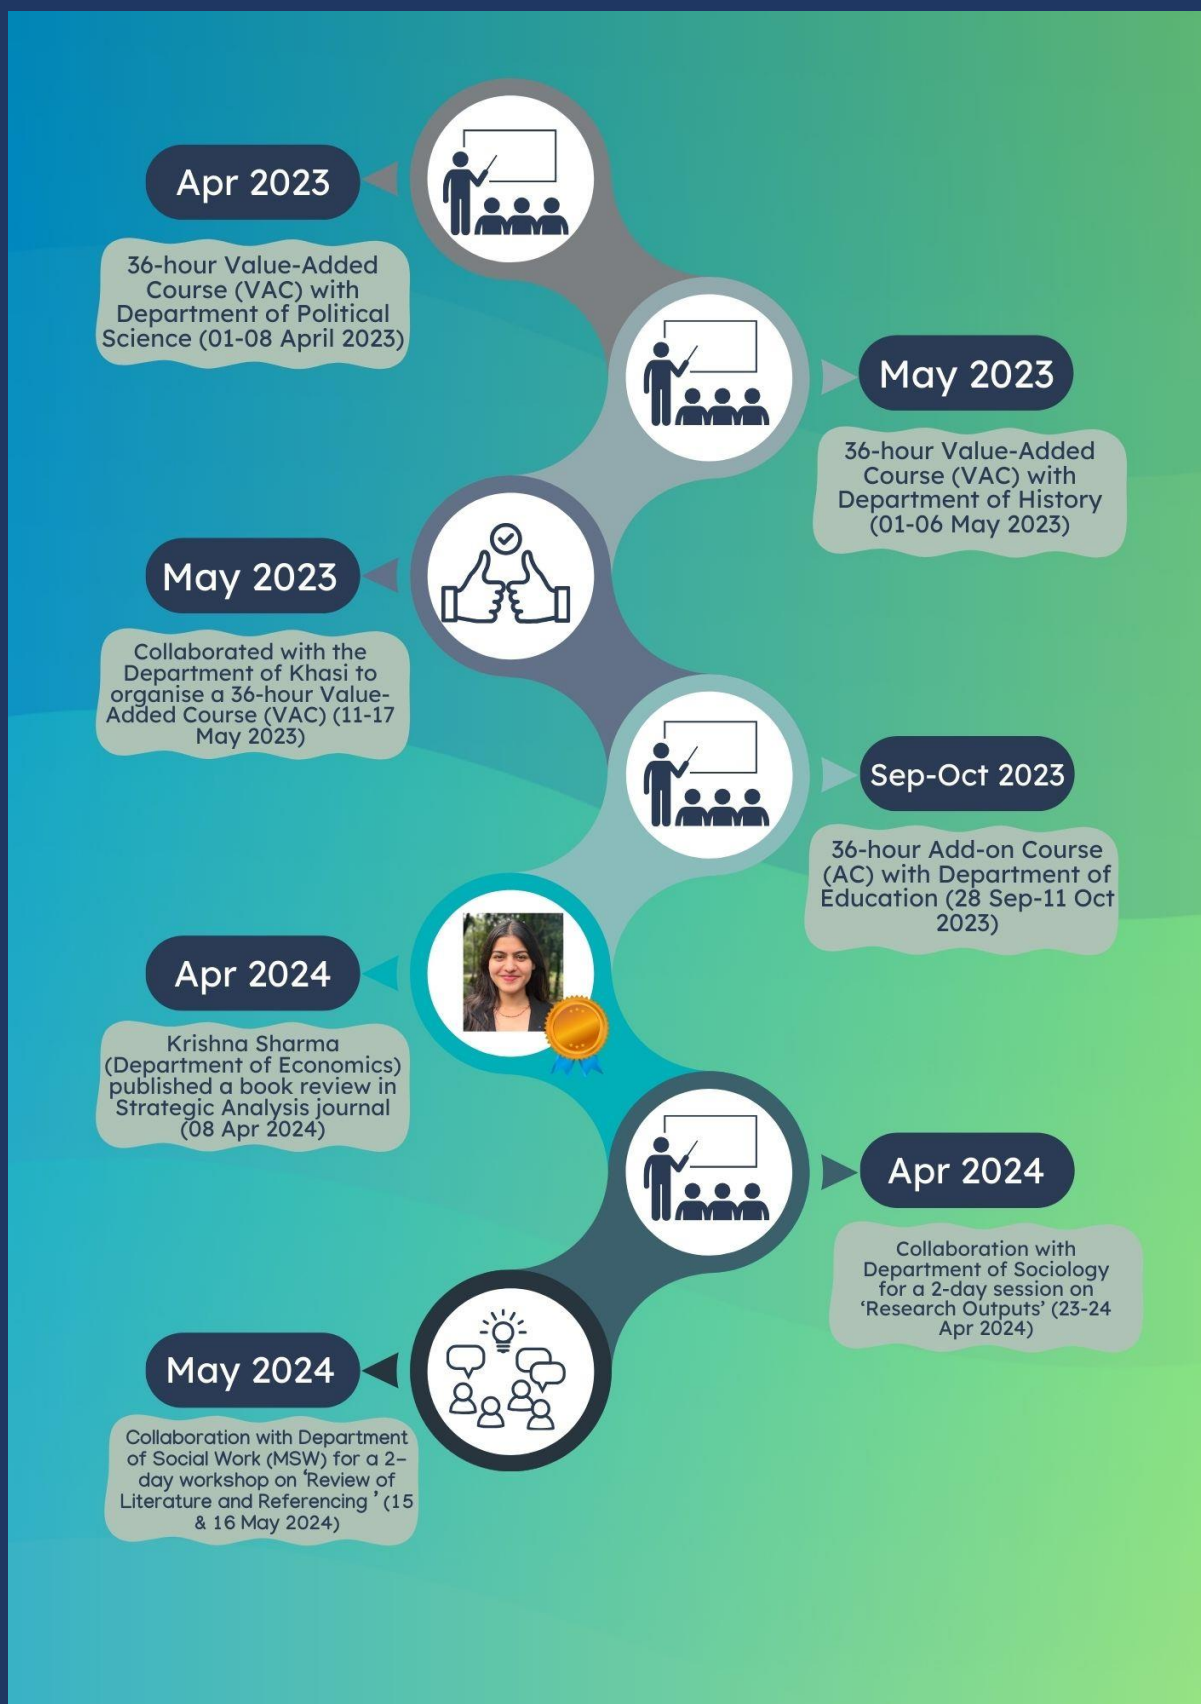 Apr 2023
36-hour Value-Added
Course (VAC) with
Department of Political
Science (01-08 April 2023)
May 2023
36-hour Value-Added
Course (VAC) with
Department of History
(01-06 May 2023)
May 2023
Collaborated with the
Department of Khasi to
organise a 36-hour Value-
Added Course (VAC) (11-17
May 2023)
Sep-Oct 2023
36-hour Add-on Course
(AC) with Department of
Education (28 Sep-11 Oct
2023)
Apr 2024
Krishna Sharma
(Department of Economics)
published a book review in
Strategic Analysis journal
(08 Apr 2024)
Apr 2024
Collaboration with
Department of Sociology
for a 2-day session on
‘Research Outputs’ (23-24
Apr 2024)
May 2024
Collaboration with Department
of Social Work (MSW) for a 2-
day workshop on ‘Review of
Literature and Referencing ’ (15
& 16 May 2024)